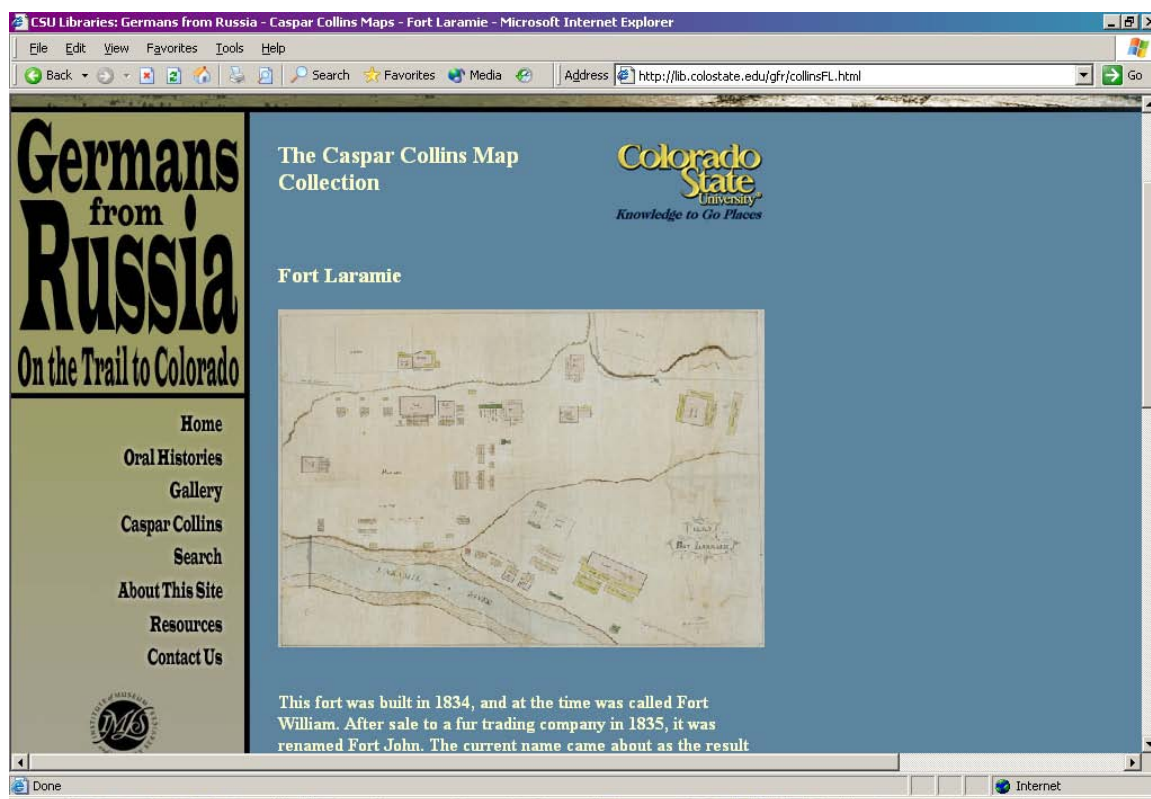 CSU Libraries: Germans from Russia - Caspar Collins Maps - Fort Laramie - Microsoft Internet Explorer
File Edit View Favorites Tools Help
Back Search Favorites Media Address http://lib.colostate.edu/gfr/collinsFL.html Go
Germans
from
Russia
On the Trail to Colorado
Home
Oral Histories
Gallery
Caspar Collins
Search
About This Site
Resources
Contact Us
IMLS
The Caspar Collins Map
Collection
Colorado
State
University
Knowledge to Go Places
Fort Laramie
LARAMIE RIVER
FORT LARAMIE
This fort was built in 1834, and at the time was called Fort
William. After sale to a fur trading company in 1835, it was
renamed Fort John. The current name came about as the result
Done Internet